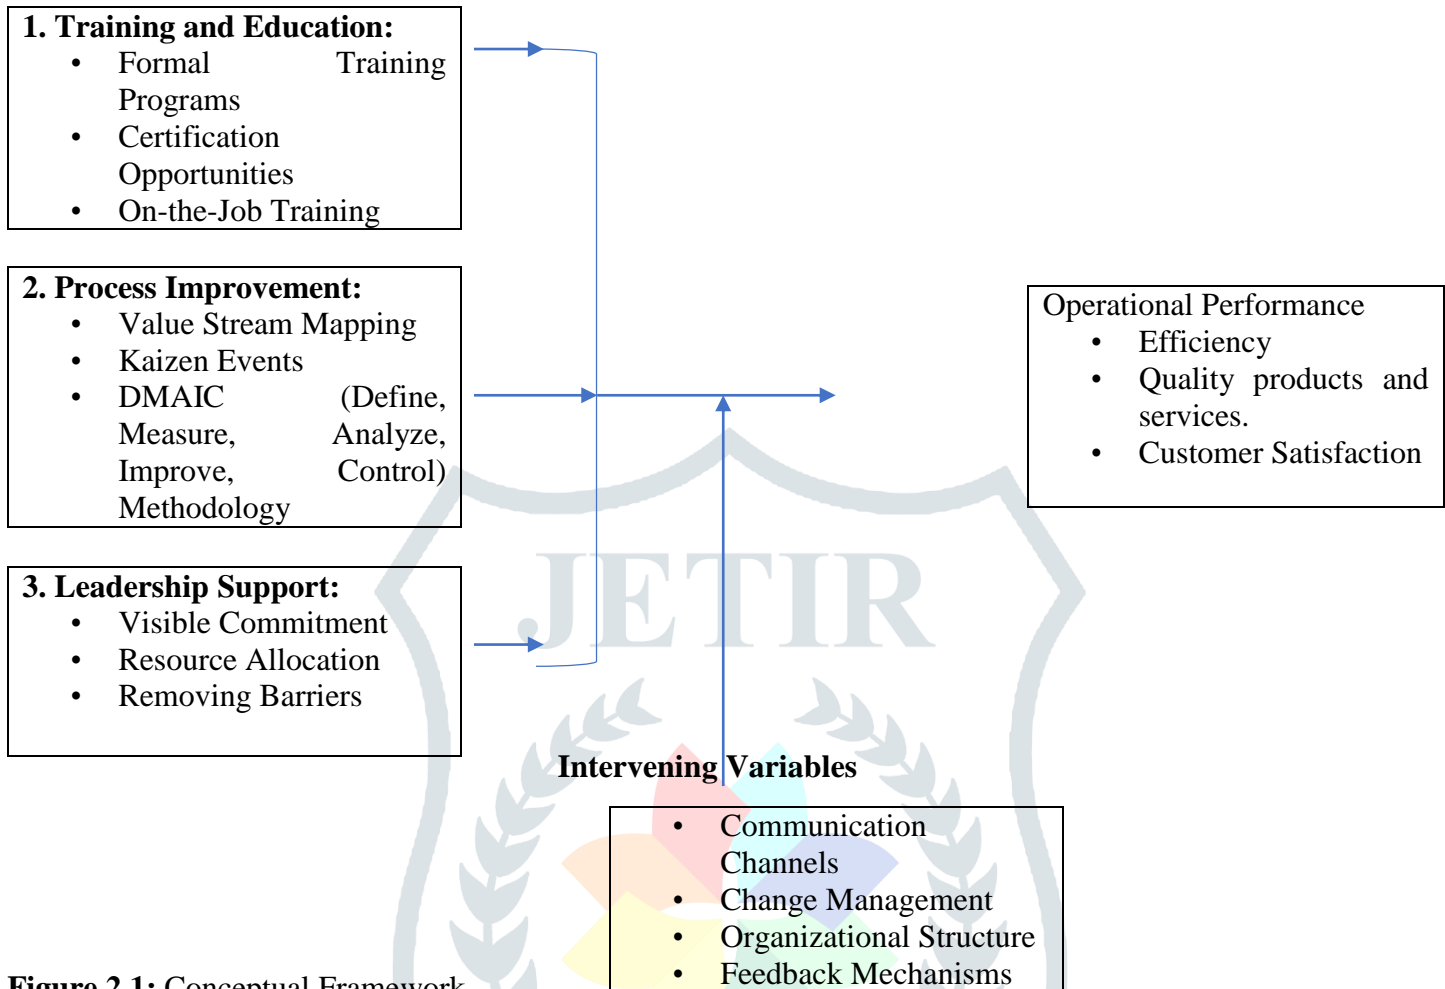 1. Training and Education:
• Formal Training
Programs
• Certification
Opportunities
• On-the-Job Training
2. Process Improvement:
• Value Stream Mapping
• Kaizen Events
• DMAIC (Define,
Measure, Analyze,
Improve, Control)
Methodology
3. Leadership Support:
• Visible Commitment
• Resource Allocation
• Removing Barriers
Operational Performance
• Efficiency
• Quality products and
services.
• Customer Satisfaction
JETIR
Intervening Variables
• Communication
Channels
• Change Management
• Organizational Structure
• Feedback Mechanisms
Figure 2.1: Conceptual Framework